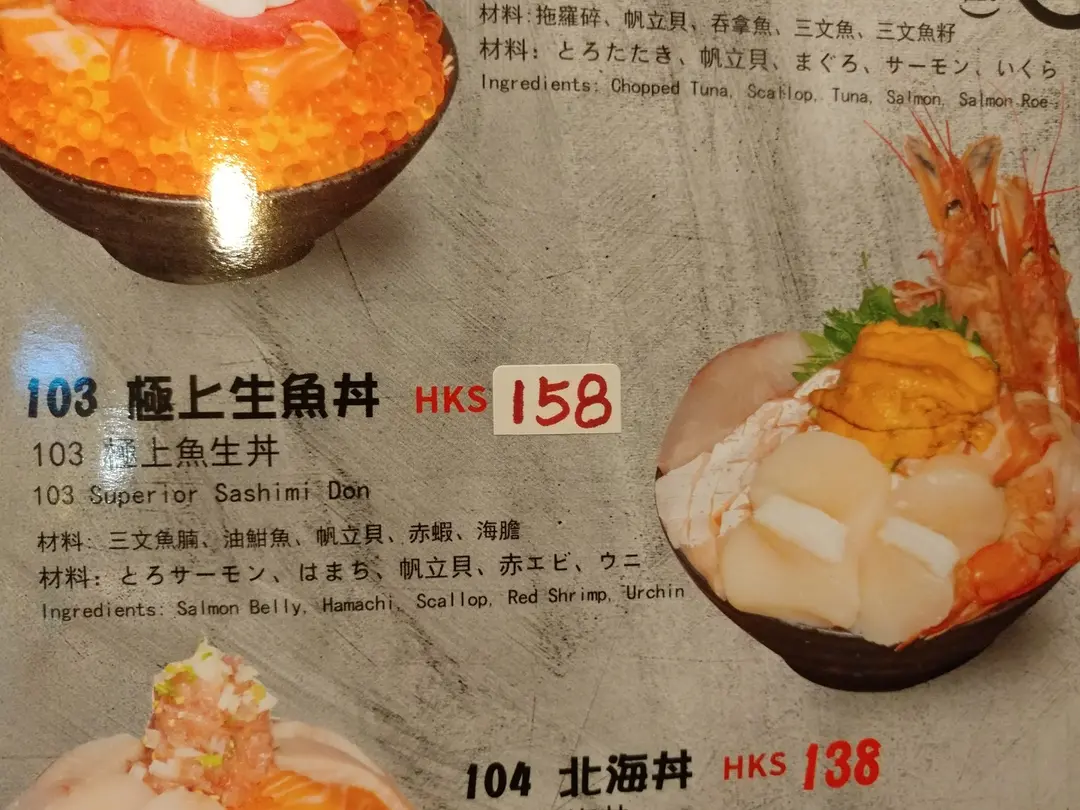 材料:拖羅碎、帆立貝、吞拿魚、三文魚、三文魚籽
材料: とろたたき、帆立貝、まぐろ、サーモン、いくら
Ingredients: Chopped Tuna, Scallop, Tuna, Salmon, Salmon Roe
103 極上生魚丼 HK$ 158
103 極上魚生丼
103 Superior Sashimi Don
材料: 三文魚腩、油鮒魚、帆立貝、赤蝦、海膽
材料: とろサーモン、はまち、帆立貝、赤エビ、ウニ
Ingredients: Salmon Belly, Hamachi, Scallop, Red Shrimp, Urchin
104 北海丼 HK$ 138